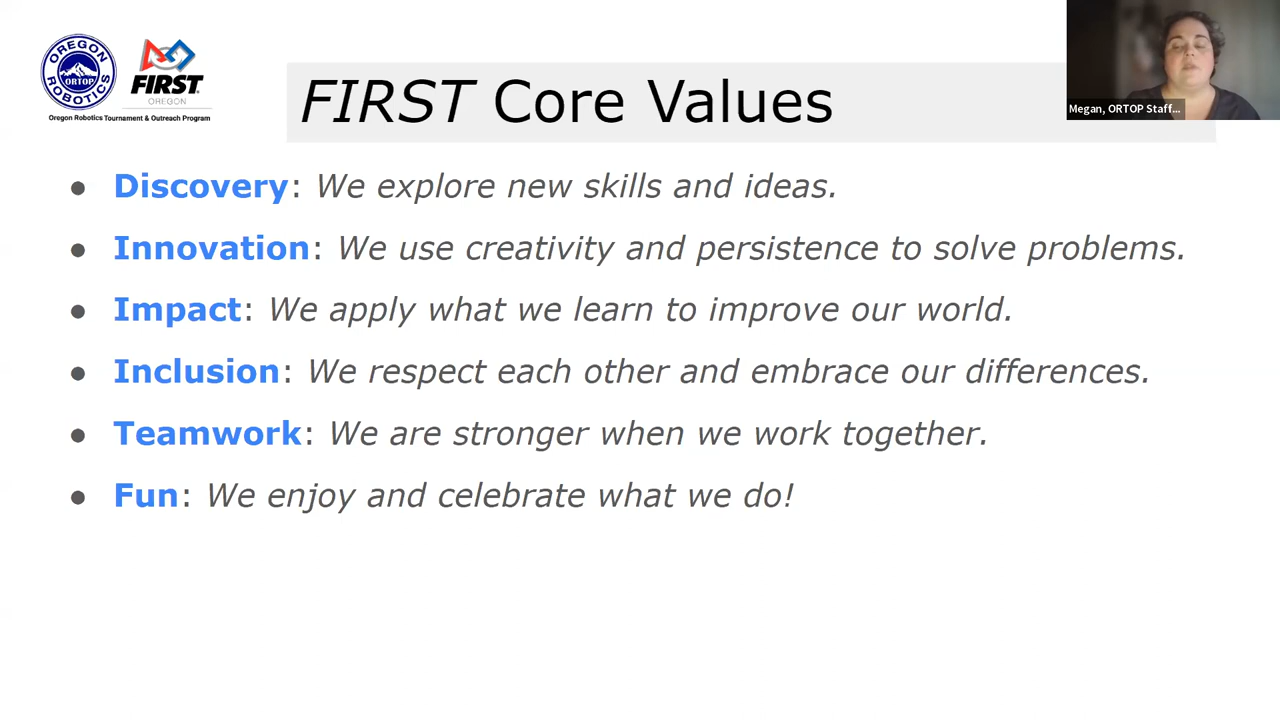 OREGON
ROBOTICS
ORTOP
FIRST
OREGON
Oregon Robotics Tournament & Outreach Program
FIRST Core Values
Megan, ORTOP Staff...
● Discovery: We explore new skills and ideas.
● Innovation: We use creativity and persistence to solve problems.
● Impact: We apply what we learn to improve our world.
● Inclusion: We respect each other and embrace our differences.
● Teamwork: We are stronger when we work together.
● Fun: We enjoy and celebrate what we do!